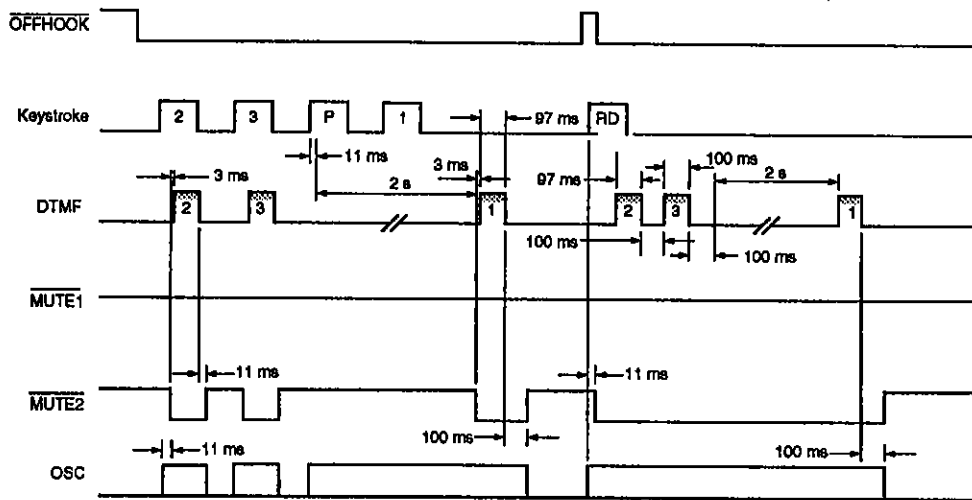 OFFHOOK
Keystroke
2
3
P
1
97 ms
RD
11 ms
3 ms
3 ms
2 s
97 ms
100 ms
2 s
DTMF
2
3
1
2
3
1
100 ms
100 ms
MUTE1
11 ms
11 ms
MUTE2
100 ms
100 ms
11 ms
OSC